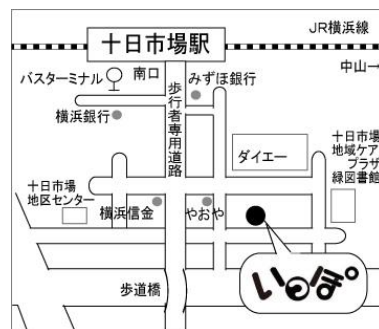 JR横浜線
十日市場駅
中山→
バスターミナル
南口
みずほ銀行
横浜銀行
歩行者専用道路
ダイエー
十日市場
地域ケア
プラザ
緑図書館
十日市場
地区センター
横浜信金
やおや
歩道橋
いっぽ°